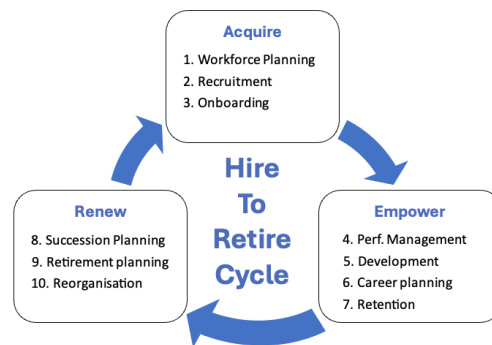 Acquire
1. Workforce Planning
2. Recruitment
3. Onboarding
Hire
To
Retire
Cycle
Empower
4. Perf. Management
5. Development
6. Career planning
7. Retention
Renew
8. Succession Planning
9. Retirement planning
10. Reorganisation